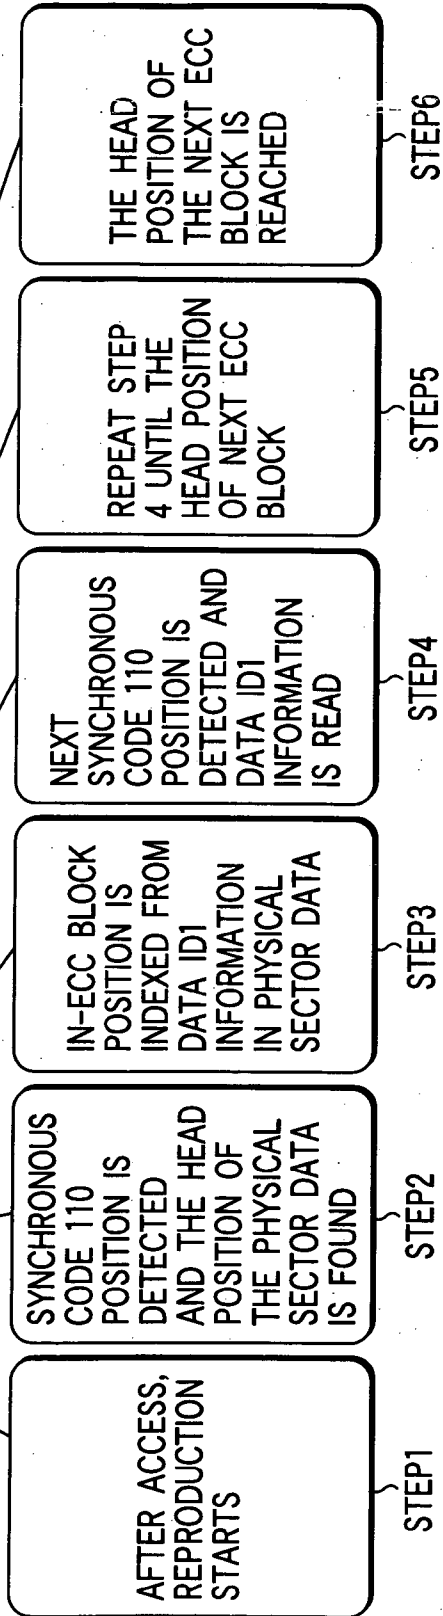 AFTER ACCESS,
REPRODUCTION
STARTS
STEP1
SYNCHRONOUS
CODE 110
POSITION IS
DETECTED
AND THE HEAD
POSITION OF
THE PHYSICAL
SECTOR DATA
IS FOUND
STEP2
IN-ECC BLOCK
POSITION IS
INDEXED FROM
DATA ID1
INFORMATION
IN PHYSICAL
SECTOR DATA
STEP3
NEXT
SYNCHRONOUS
CODE 110
POSITION IS
DETECTED AND
DATA ID1
INFORMATION
IS READ
STEP4
REPEAT STEP
4 UNTIL THE
HEAD POSITION
OF NEXT ECC
BLOCK
STEP5
THE HEAD
POSITION OF
THE NEXT ECC
BLOCK IS
REACHED
STEP6